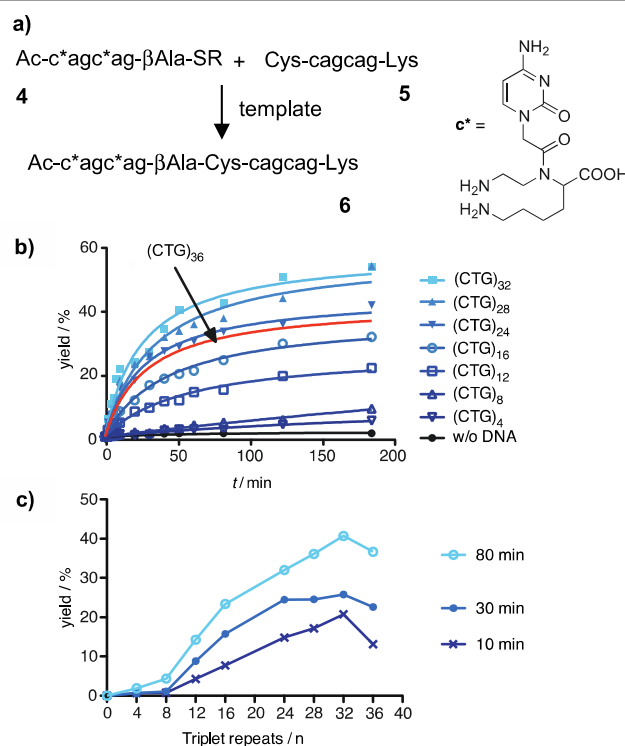 a)
Ac-c*agc*ag-βAla-SR + Cys-cagcag-Lys
4
5
template
Ac-c*agc*ag-βAla-Cys-cagcag-Lys
6
c* =
NH₂
N
N
O
O
H₂N
N
COOH
H₂N
b)
(CTG)₃₆
yield / %
60
40
20
0
0 50 100 150 200
t / min
(CTG)₃₂
(CTG)₂₈
(CTG)₂₄
(CTG)₁₆
(CTG)₁₂
(CTG)₈
(CTG)₄
w/o DNA
c)
yield / %
50
40
30
20
10
0
0 4 8 12 16 20 24 28 32 36 40
Triplet repeats / n
80 min
30 min
10 min